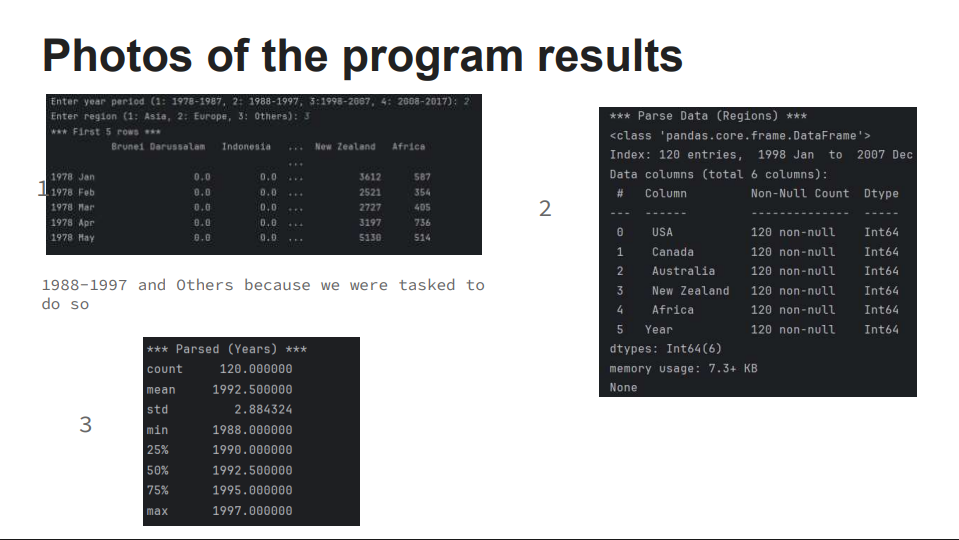 Photos of the program results
1
Enter year period (1: 1978-1987, 2: 1988-1997, 3:1998-2007, 4: 2008-2017): 2
Enter region (1: Asia, 2: Europe, 3: Others): 3
*** First 5 rows ***
Brunei Darussalam Indonesia ... New Zealand Africa
...
1978 Jan 0.0 0.0 ... 3612 587
1978 Feb 0.0 0.0 ... 2521 354
1978 Mar 0.0 0.0 ... 2727 405
1978 Apr 0.0 0.0 ... 3197 736
1978 May 0.0 0.0 ... 5130 514
1988-1997 and Others because we were tasked to
do so
2
*** Parse Data (Regions) ***
<class 'pandas.core.frame.DataFrame'>
Index: 120 entries, 1998 Jan to 2007 Dec
Data columns (total 6 columns):
# Column Non-Null Count Dtype
--- ------ -------------- -----
0 USA 120 non-null Int64
1 Canada 120 non-null Int64
2 Australia 120 non-null Int64
3 New Zealand 120 non-null Int64
4 Africa 120 non-null Int64
5 Year 120 non-null Int64
dtypes: Int64(6)
memory usage: 7.3+ KB
None
3
*** Parsed (Years) ***
count 120.000000
mean 1992.500000
std 2.884324
min 1988.000000
25% 1990.000000
50% 1992.500000
75% 1995.000000
max 1997.000000